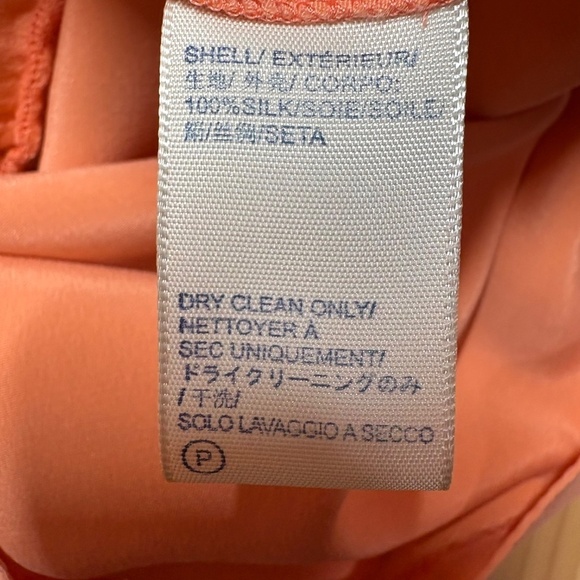 SHELL/ EXTÉRIEUR/
生地/ 外壳/ CORPO:
100%SILK/SOIE/SOILE/
絹/丝绸/SETA
DRY CLEAN ONLY/
NETTOYER A
SEC UNIQUEMENT/
ドライクリーニングのみ
/干洗/
SOLO LAVAGGIO A SECCO
P